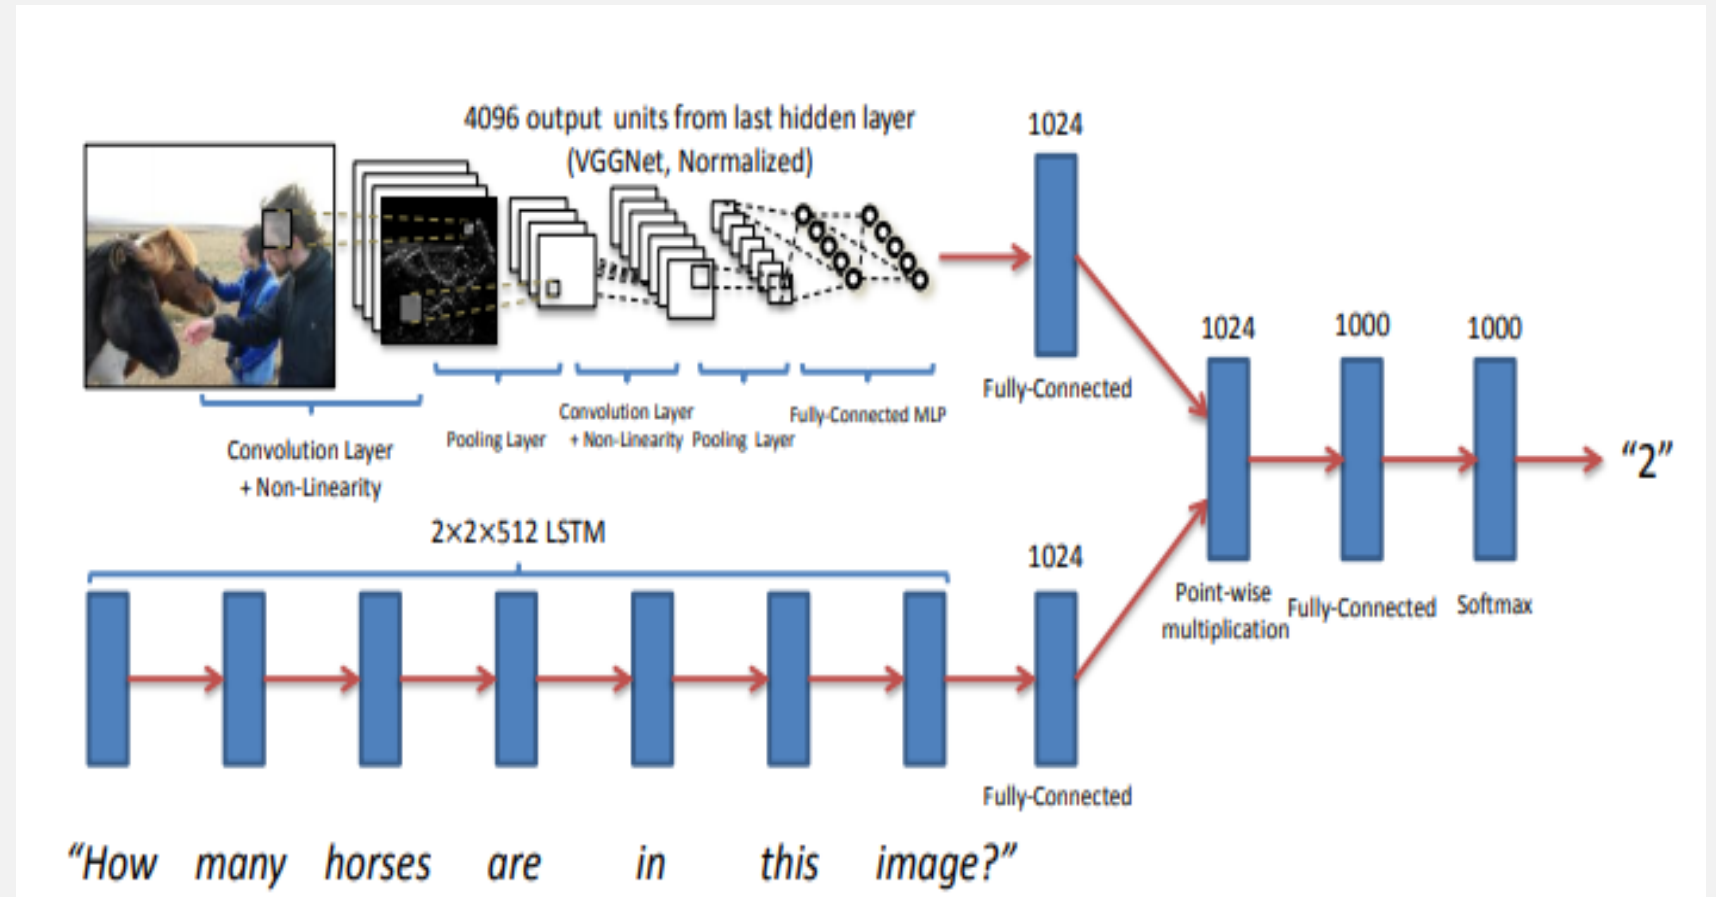 4096 output units from last hidden layer
(VGGNet, Normalized)
1024
Fully-Connected
Convolution Layer
+ Non-Linearity
Pooling Layer
Convolution Layer
+ Non-Linearity
Pooling Layer
Fully-Connected MLP
2×2×512 LSTM
1024
Fully-Connected
1024
Point-wise
multiplication
1000
Fully-Connected
1000
Softmax
“2”
“How many horses are in this image?”